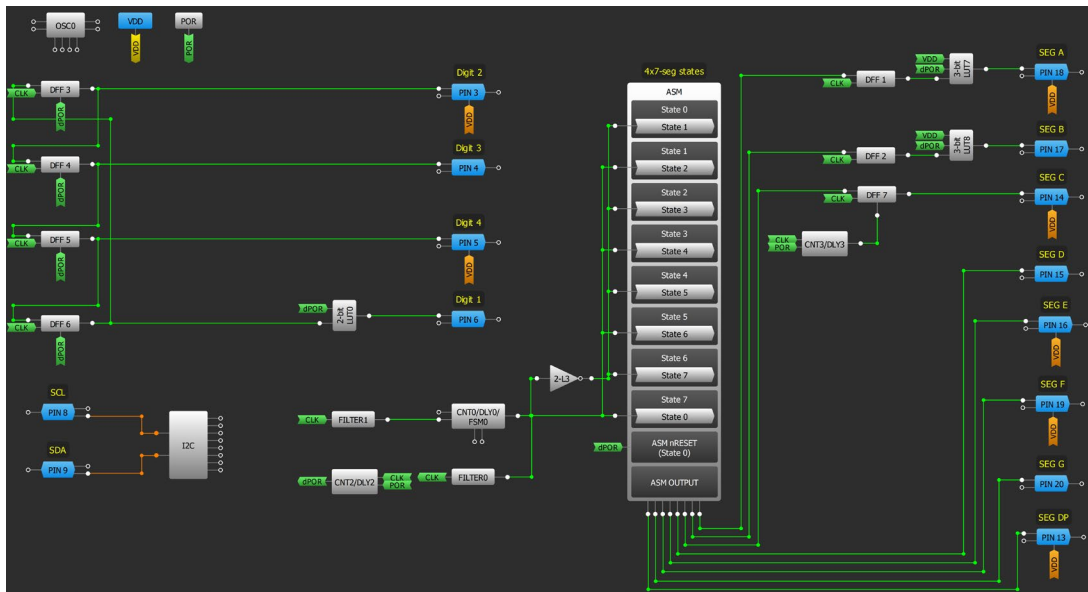 OSC0
VDD
VDD
POR
POR
DFF 3
CLK
dPOR
Digit 2
PIN 3
VDD
DFF 4
CLK
dPOR
Digit 3
PIN 4
DFF 5
CLK
dPOR
Digit 4
PIN 5
VDD
DFF 6
CLK
dPOR
dPOR
2-bit
LUT0
Digit 1
PIN 6
SCL
PIN 8
SDA
PIN 9
I2C
CLK
FILTER1
CNT0/DLY0/
FSM0
2-L3
dPOR
CNT2/DLY2
CLK
POR
CLK
FILTER0
4x7-seg states
ASM
State 0
State 1
State 1
State 2
State 2
State 3
State 3
State 4
State 4
State 5
State 5
State 6
State 6
State 7
State 7
State 0
dPOR
ASM nRESET
(State 0)
ASM OUTPUT
CLK
DFF 1
VDD
dPOR
3-bit
LUT7
SEG A
PIN 18
VDD
CLK
DFF 2
VDD
dPOR
3-bit
LUT8
SEG B
PIN 17
DFF 7
CLK
SEG C
PIN 14
VDD
CLK
POR
CNT3/DLY3
SEG D
PIN 15
SEG E
PIN 16
VDD
SEG F
PIN 19
VDD
SEG G
PIN 20
SEG DP
PIN 13
VDD